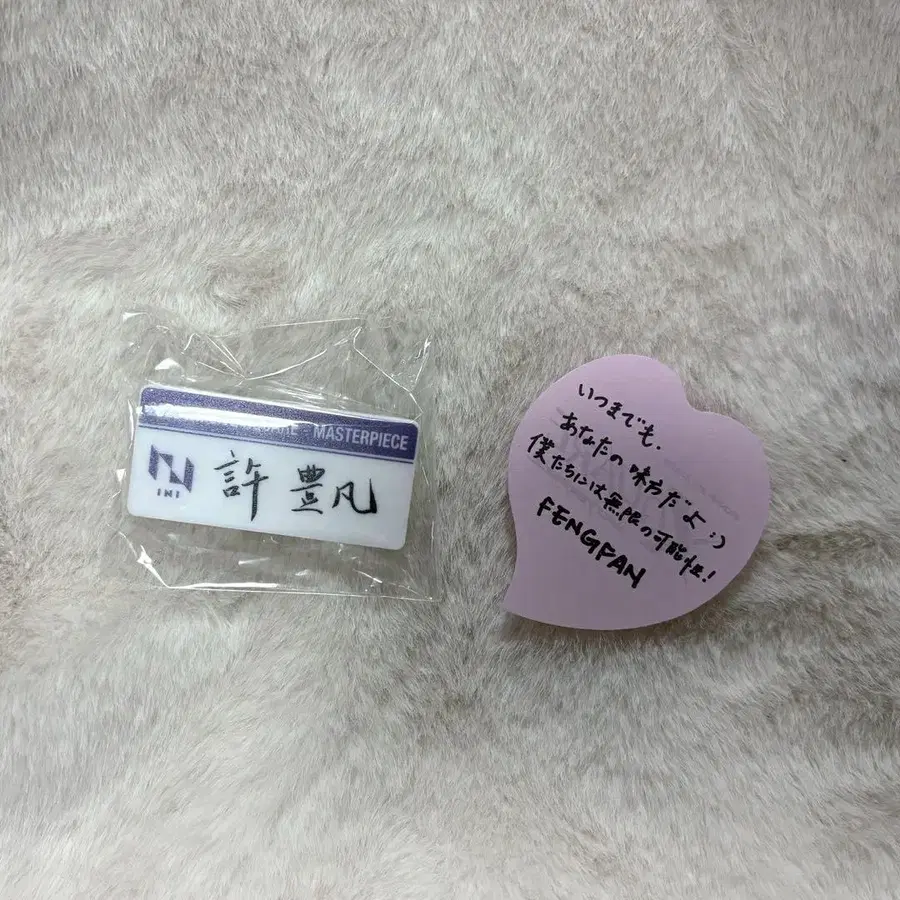 - MASTERPIECE
INI
許豊凡
いつまでも.
あなたの味方だよ :)
僕たちには無限の可能性!
FENGFAN